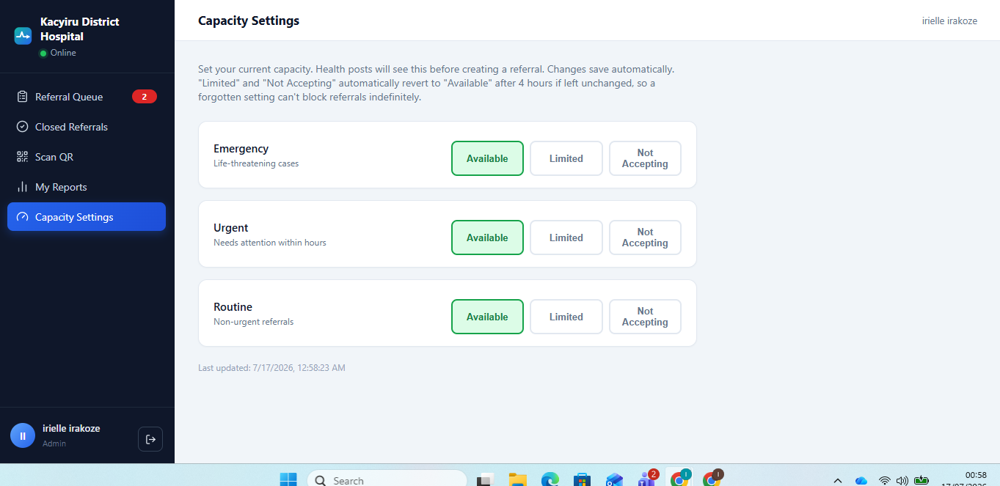 Kacyiru District
Hospital
Online
Referral Queue
2
Closed Referrals
Scan QR
My Reports
Capacity Settings
II
irielle irakoze
Admin
Capacity Settings
irielle irakoze
Set your current capacity. Health posts will see this before creating a referral. Changes save automatically.
"Limited" and "Not Accepting" automatically revert to "Available" after 4 hours if left unchanged, so a
forgotten setting can't block referrals indefinitely.
Emergency
Life-threatening cases
Available
Limited
Not
Accepting
Urgent
Needs attention within hours
Available
Limited
Not
Accepting
Routine
Non-urgent referrals
Available
Limited
Not
Accepting
Last updated: 7/17/2026, 12:58:23 AM
Search
2
I
I
00:58
17/07/2026